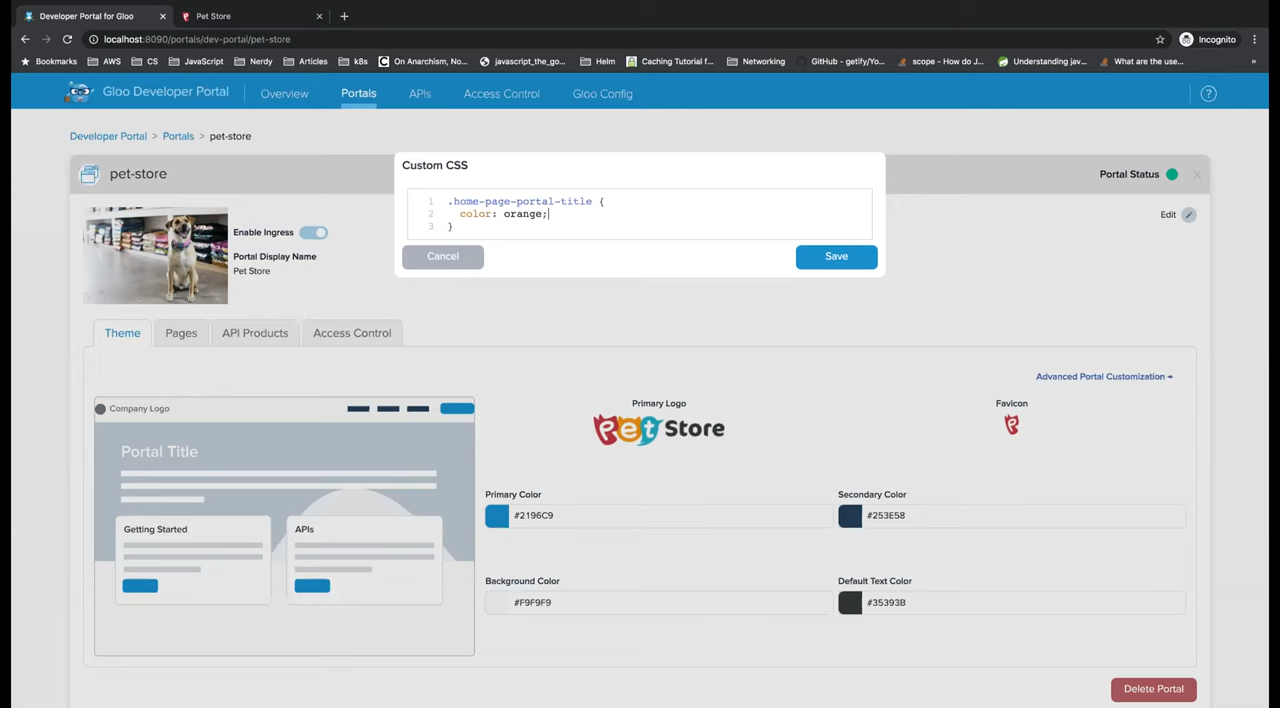 Developer Portal for Gloo
Pet Store
localhost:8090/portals/dev-portal/pet-store
Incognito
Bookmarks AWS CS JavaScript Nerdy Articles k8s On Anarchism, No... javascript_the_go... Helm Caching Tutorial f... Networking GitHub - getify/Yo... scope - How do J... Understanding jav... What are the use... »
Gloo Developer Portal Overview Portals APIs Access Control Gloo Config ?
Developer Portal > Portals > pet-store
pet-store
Portal Status
Custom CSS
1 .home-page-portal-title {
2 color: orange;
3 }
Cancel
Save
Edit
Enable Ingress
Portal Display Name
Pet Store
Theme Pages API Products Access Control
Advanced Portal Customization
Company Logo
Portal Title
Getting Started
APIs
Primary Logo
Pet Store
Favicon
Primary Color
#2196C9
Secondary Color
#253E58
Background Color
#F9F9F9
Default Text Color
#35393B
Delete Portal